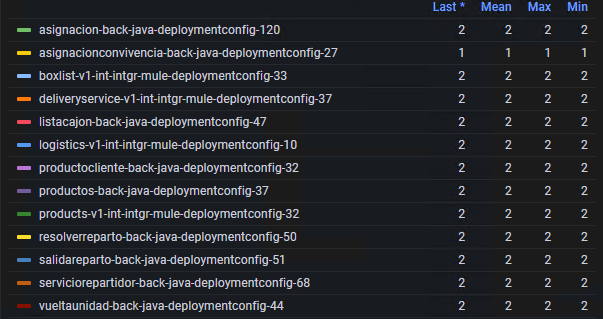 Last * Mean Max Min
asignacion-back-java-deploymentconfig-120 2 2 2 2
asignacionconvivencia-back-java-deploymentconfig-27 1 1 1 1
boxlist-v1-int-intgr-mule-deploymentconfig-33 2 2 2 2
deliveryservice-v1-int-intgr-mule-deploymentconfig-37 2 2 2 2
listacajon-back-java-deploymentconfig-47 2 2 2 2
logistics-v1-int-intgr-mule-deploymentconfig-10 2 2 2 2
productocliente-back-java-deploymentconfig-32 2 2 2 2
productos-back-java-deploymentconfig-37 2 2 2 2
products-v1-int-intgr-mule-deploymentconfig-32 2 2 2 2
resolverreparto-back-java-deploymentconfig-50 2 2 2 2
salidareparto-back-java-deploymentconfig-51 2 2 2 2
serviciorepartidor-back-java-deploymentconfig-68 2 2 2 2
vueltaunidad-back-java-deploymentconfig-44 2 2 2 2